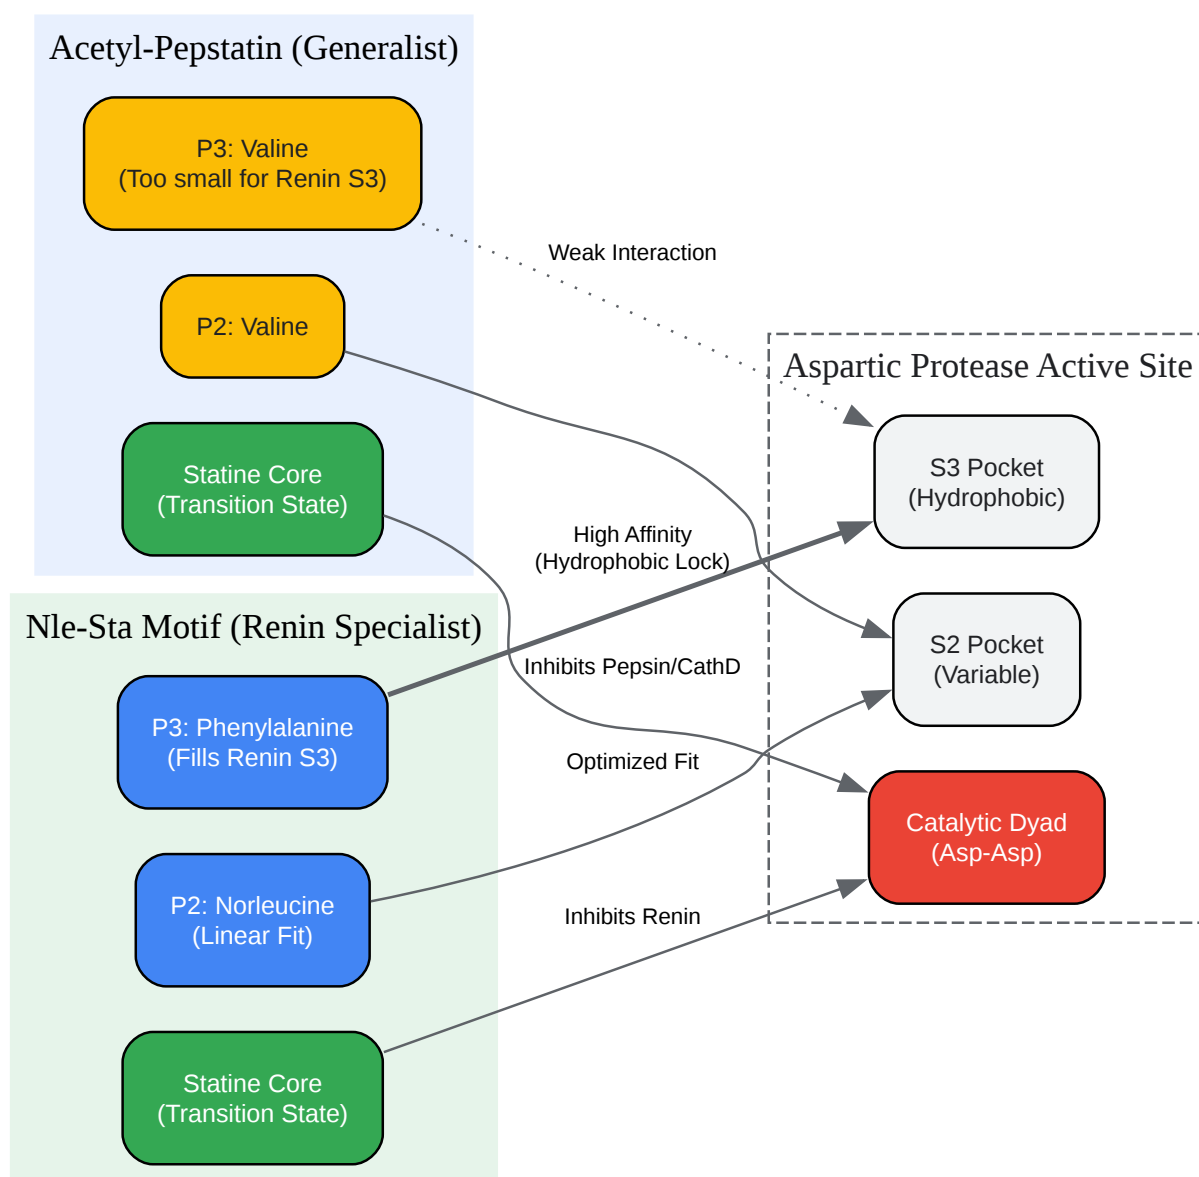 Acetyl-Pepstatin (Generalist)
P3: Valine
(Too small for Renin S3)
P2: Valine
Statine Core
(Transition State)
Nle-Sta Motif (Renin Specialist)
P3: Phenylalanine
(Fills Renin S3)
P2: Norleucine
(Linear Fit)
Statine Core
(Transition State)
Weak Interaction
High Affinity
(Hydrophobic Lock)
Inhibits Pepsin/CathD
Optimized Fit
Inhibits Renin
Aspartic Protease Active Site
S3 Pocket
(Hydrophobic)
S2 Pocket
(Variable)
Catalytic Dyad
(Asp-Asp)